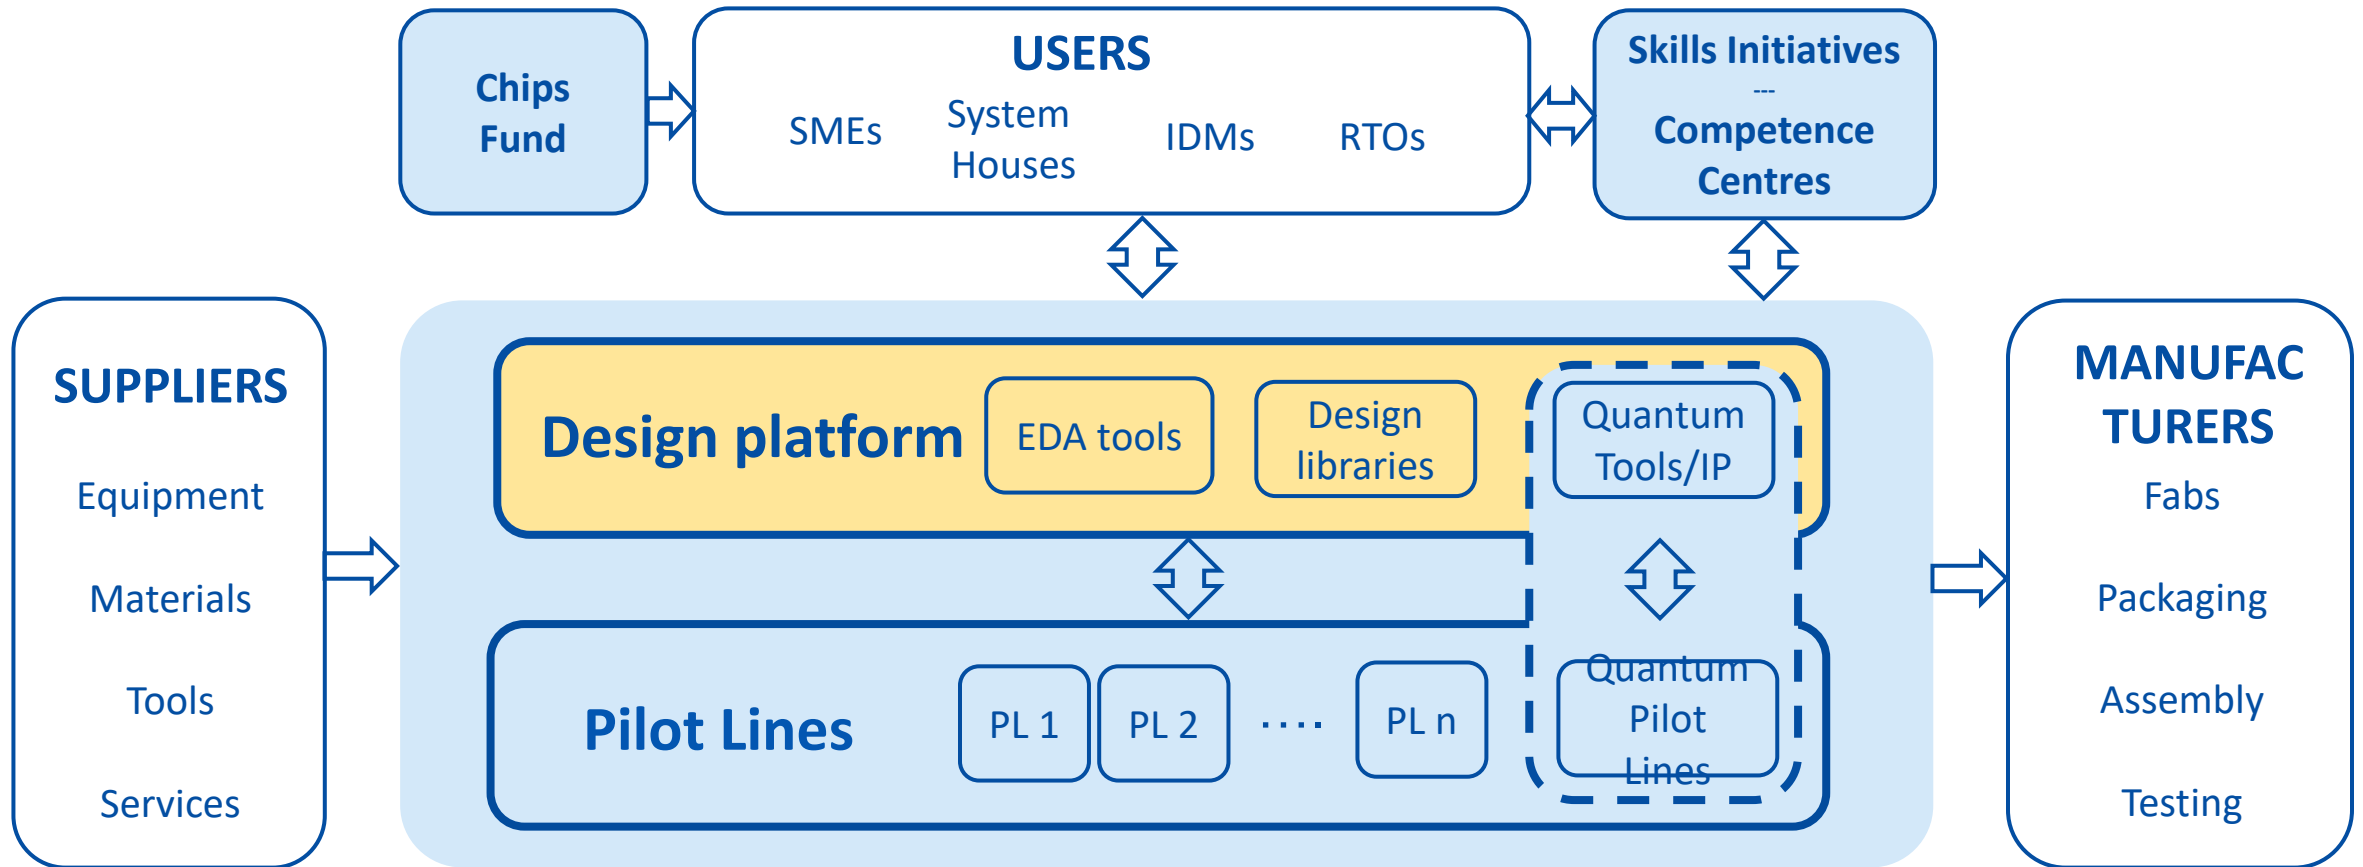 Chips
Fund
USERS
SMEs
System
Houses
IDMs
RTOs
Skills Initiatives
---
Competence
Centres
SUPPLIERS
Equipment
Materials
Tools
Services
Design platform
EDA tools
Design
libraries
Quantum
Tools/IP
Pilot Lines
PL 1
PL 2
....
PL n
Quantum
Pilot
Lines
MANUFAC
TURERS
Fabs
Packaging
Assembly
Testing